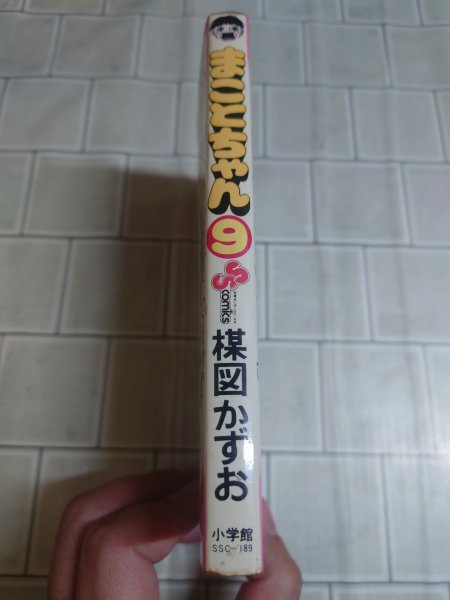 まことちゃん
9
SS
comics
楳図かずお
小学館
SSC-189